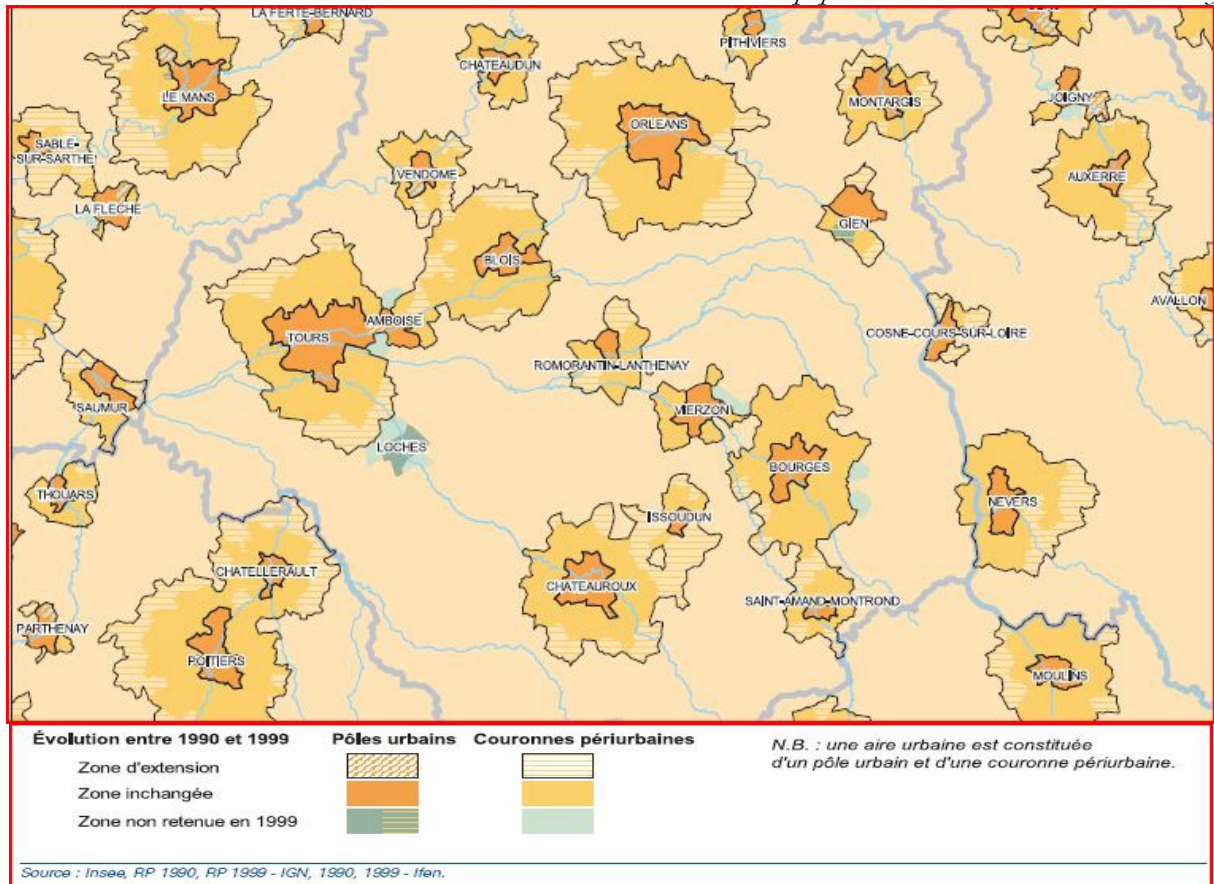 LA FERTE-BERNARD
PITHIVIERS
CHATEAUDUN
LE MANS
MONTARGIS
JOIGNY
ORLEANS
SABLE-
SUR-SARTHE
VENDOME
AUXERRE
LA FLECHE
GIEN
BLOIS
AVALLON
AMBOISE
TOURS
COSNE-COURS-SUR-LOIRE
ROMORANTIN-LANTHENAY
SAUMUR
VIERZON
LOCHES
BOURGES
THOUARS
NEVERS
ISSOUDUN
CHATELLERAULT
CHATEAUROUX
SAINT-AMAND-MONTROND
PARTHENAY
POITIERS
MOULINS
Évolution entre 1990 et 1999 Pôles urbains Couronnes périurbaines
N.B. : une aire urbaine est constituée
d'un pôle urbain et d'une couronne périurbaine.
Zone d'extension
Zone inchangée
Zone non retenue en 1999
Source : Insee, RP 1990, RP 1999 - IGN, 1990, 1999 - Ifen.